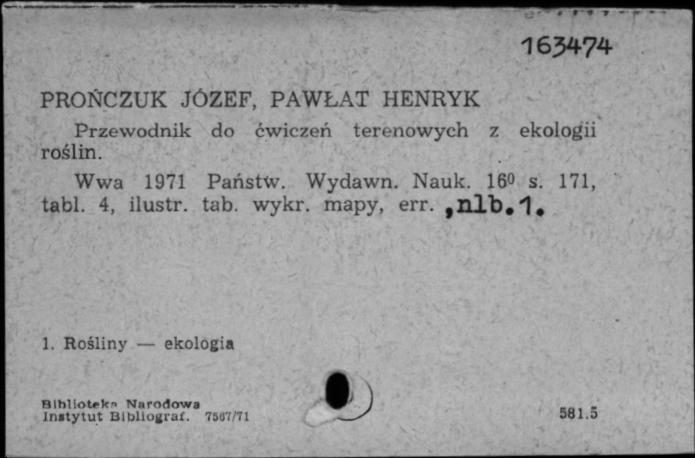 163474
PROŃCZUK JÓZEF, PAWŁAT HENRYK
Przewodnik do ćwiczeń terenowych z ekologii
roślin.
Wwa 1971 Państw. Wydawn. Nauk. 16⁰ s. 171,
tabl. 4, ilustr. tab. wykr. mapy, err. ,nlb.1.
1. Rośliny — ekologia
Biblioteka Narodowa
Instytut Bibliograf. 7567/71
581.5